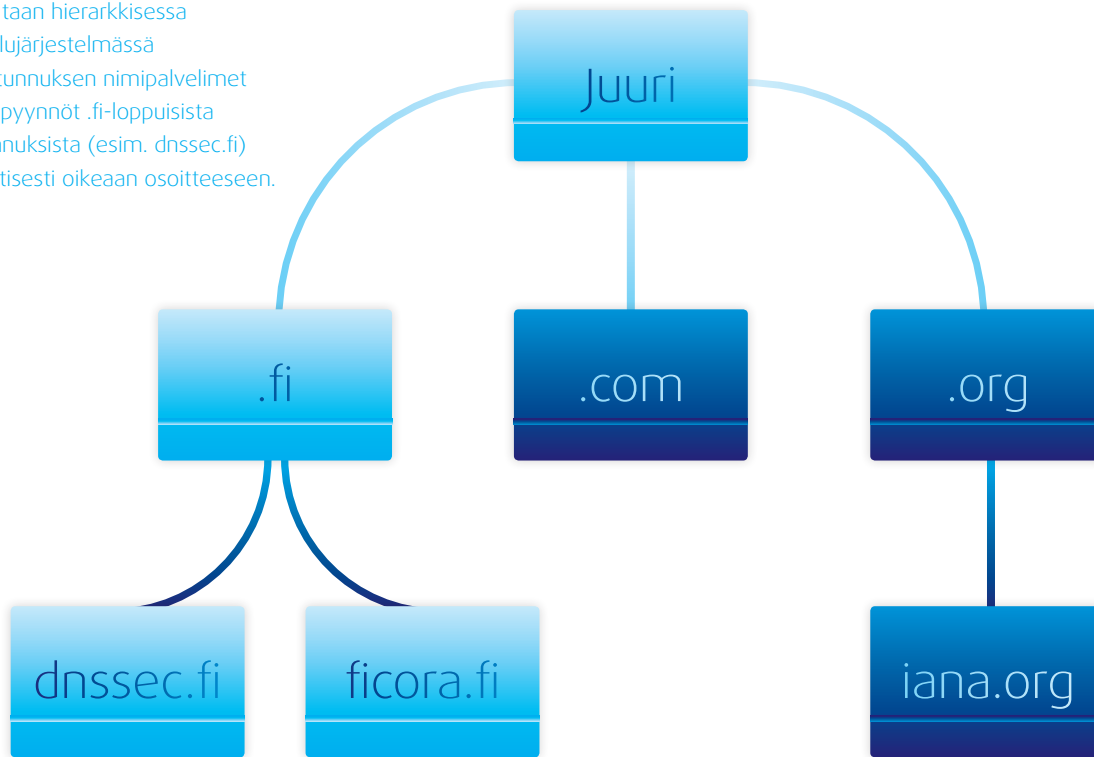 taan hierarkkisessa
lujärjestelmässä
tunnuksen nimipalvelimet
pyynnöt .fi-loppuisista
nuksista (esim. dnssec.fi)
tisesti oikeaan osoitteeseen.
Juuri
.fi
.com
.org
dnssec.fi
ficora.fi
iana.org